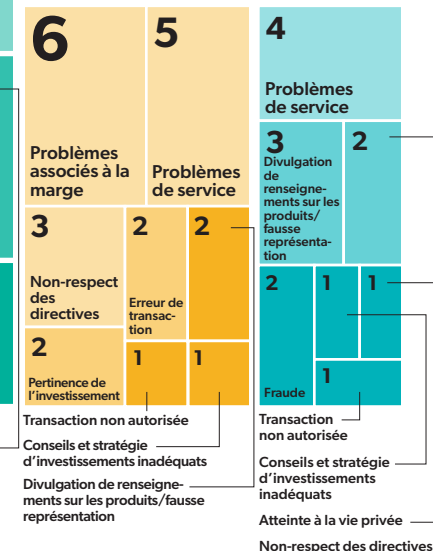 6
Problèmes
associés à la
marge
5
Problèmes
de service
3
Non-respect
des
directives
2
Erreur de
transac-
tion
2
2
Pertinence de
l'investissement
1
1
Transaction non autorisée
Conseils et stratégie
d'investissements inadéquats
Divulgation de renseigne-
ments sur les produits/fausse
représentation
4
Problèmes
de service
3
Divulgation
de
renseigne-
ments sur les
produits/
fausse
représenta-
tion
2
2
Fraude
1
1
1
Transaction
non autorisée
Conseils et stratégie
d'investissements
inadéquats
Atteinte à la vie privée
Non-respect des directives